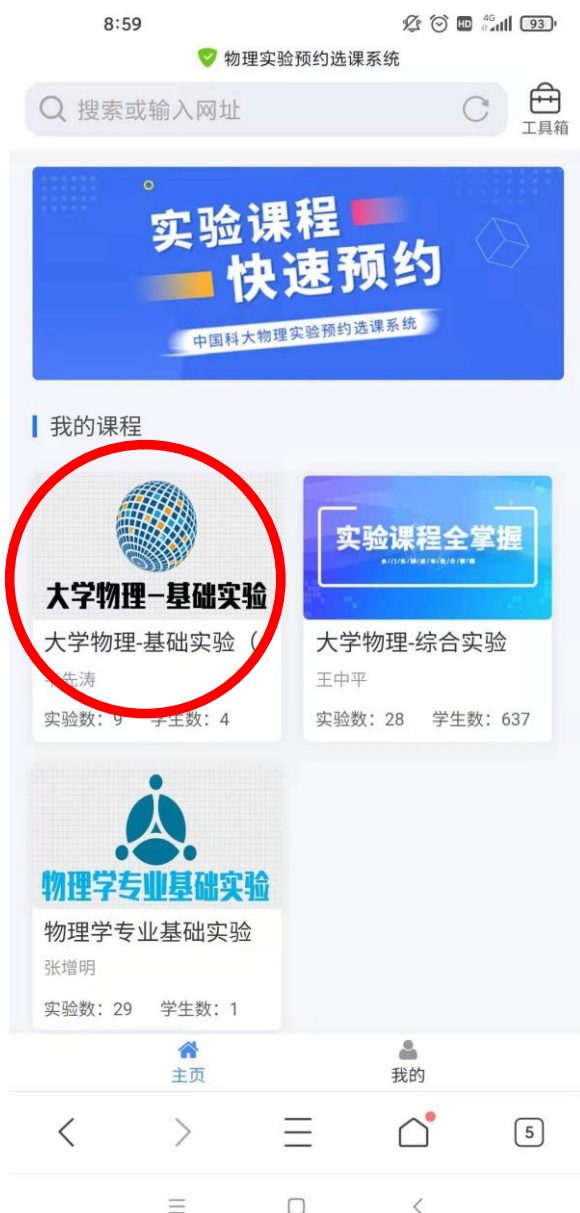 8:59
HD 4G 93
物理实验预约选课系统
搜索或输入网址
工具箱
实验课程
快速预约
中国科大物理实验预约选课系统
我的课程
大学物理-基础实验
大学物理-基础实验（
先涛
实验数：9 学生数：4
实验课程全掌握
大学物理-综合实验
王中平
实验数：28 学生数：637
物理学专业基础实验
物理学专业基础实验
张增明
实验数：29 学生数：1
主页
我的
5